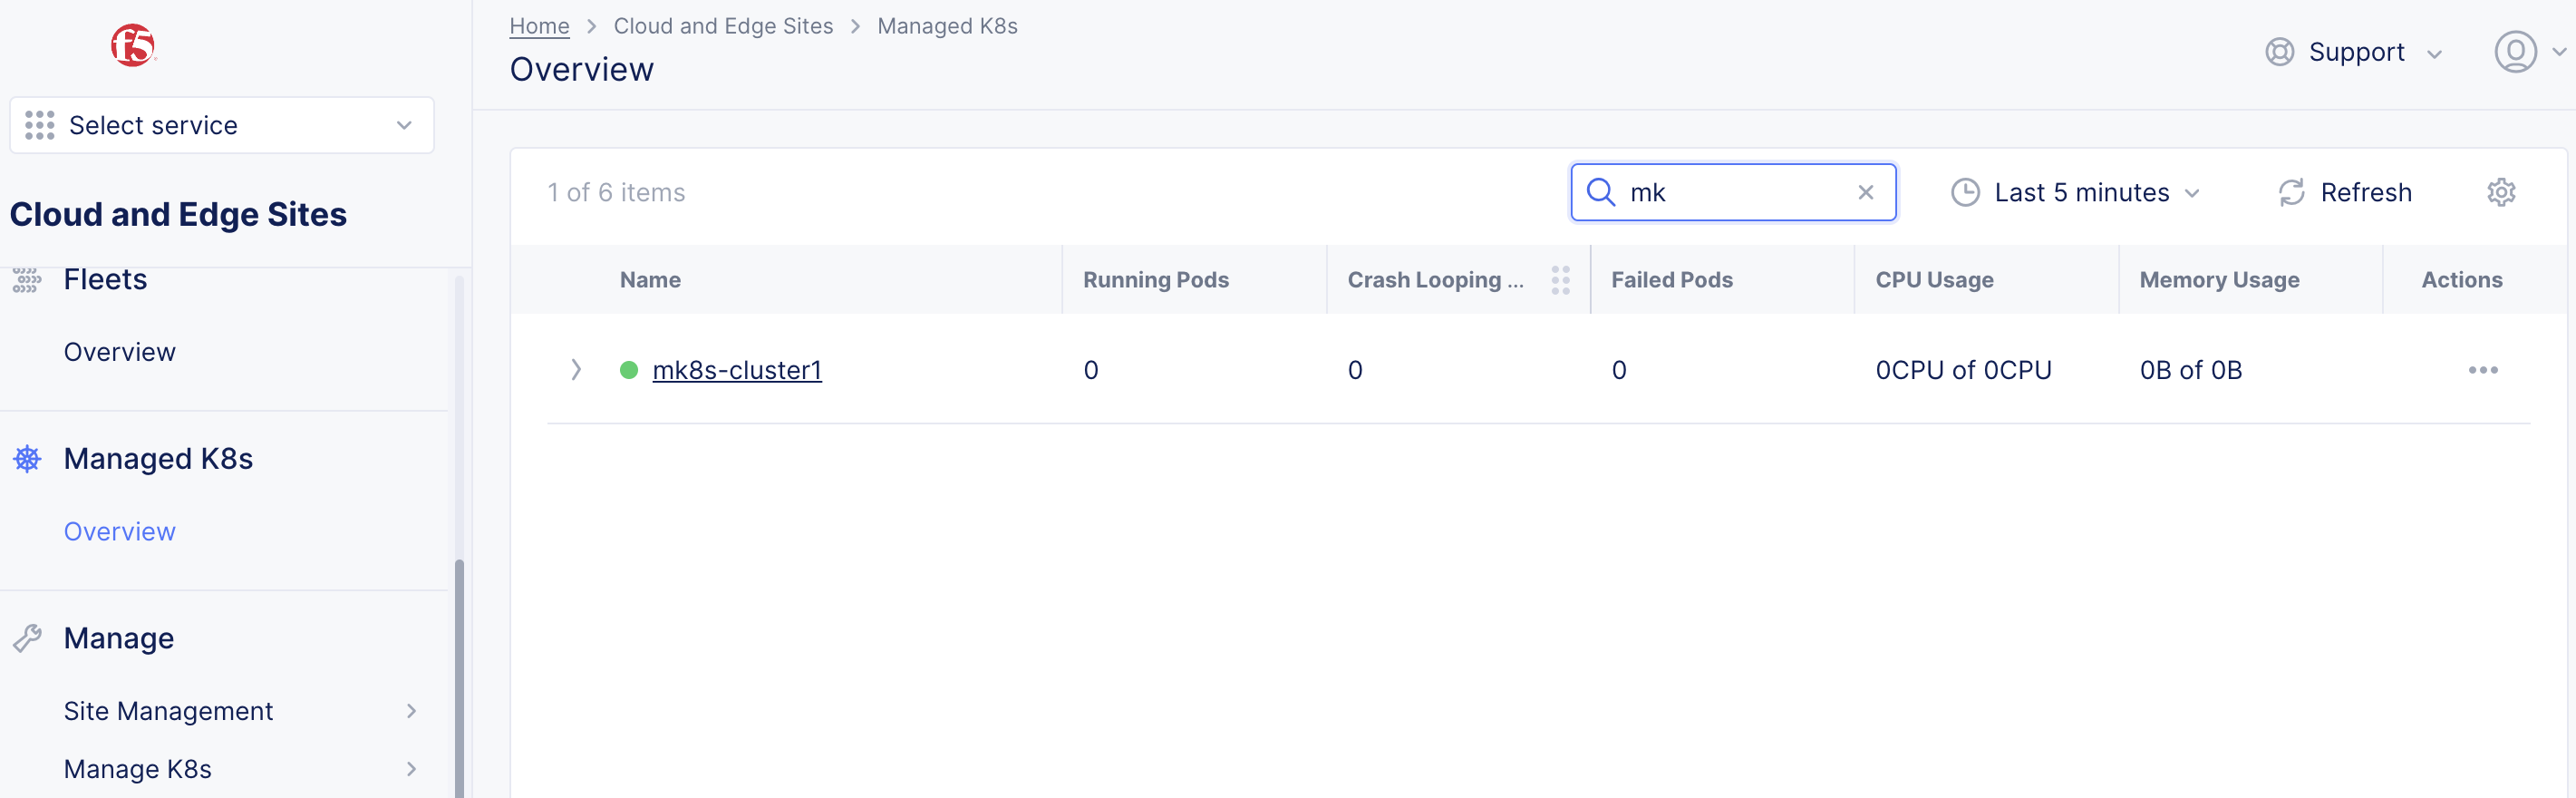 f5
Select service
Cloud and Edge Sites
Fleets
Overview
Managed K8s
Overview
Manage
Site Management
Manage K8s
Home > Cloud and Edge Sites > Managed K8s
Overview
Support
1 of 6 items
mk
Last 5 minutes
Refresh
Name Running Pods Crash Looping ... Failed Pods CPU Usage Memory Usage Actions
mk8s-cluster1 0 0 0 0CPU of 0CPU 0B of 0B